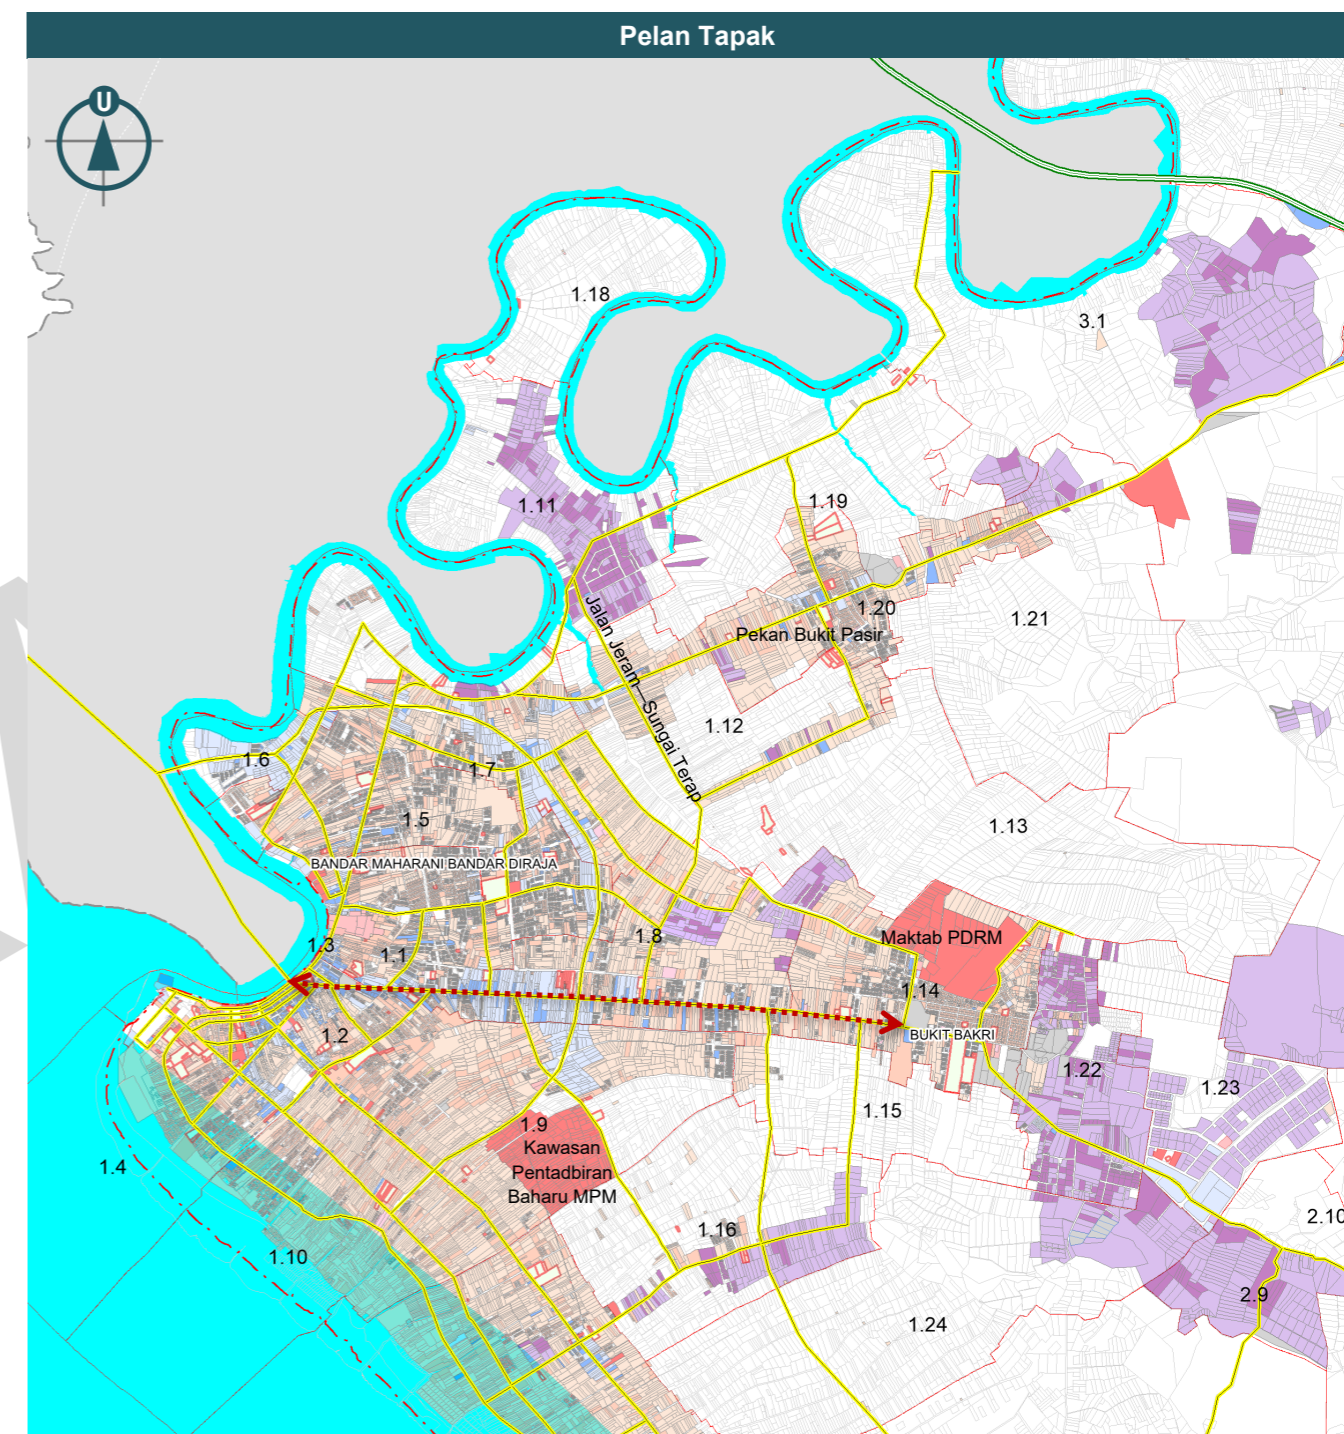 Pelan Tapak
U
1.18
3.1
1.11
1.19
1.20
Pekan Bukit Pasir
1.21
Jalan Jeram—Sungai Terap
1.12
1.6
1.7
1.5
1.13
BANDAR MAHARANI BANDAR DIRAJA
1.3
1.1
1.8
Maktab PDRM
1.14
1.2
BUKIT BAKRI
1.22
1.23
1.15
1.9
Kawasan
Pentadbiran
Baharu MPM
1.4
1.16
2.10
1.10
2.9
1.24